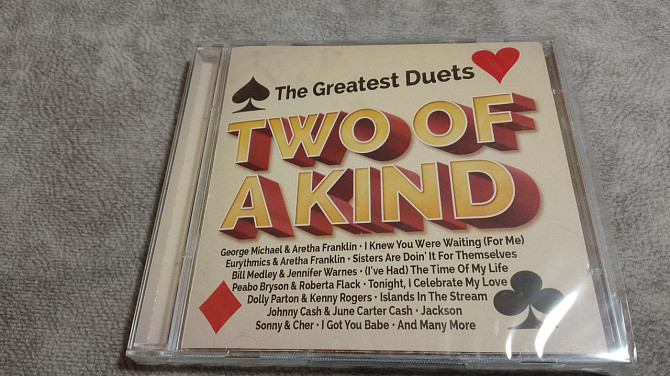 The Greatest Duets
TWO OF
A KIND
George Michael & Aretha Franklin • I Knew You Were Waiting (For Me)
Eurythmics & Aretha Franklin • Sisters Are Doin' It For Themselves
Bill Medley & Jennifer Warnes • (I've Had) The Time Of My Life
Peabo Bryson & Roberta Flack • Tonight, I Celebrate My Love
Dolly Parton & Kenny Rogers • Islands In The Stream
Johnny Cash & June Carter Cash • Jackson
Sonny & Cher • I Got You Babe • And Many More